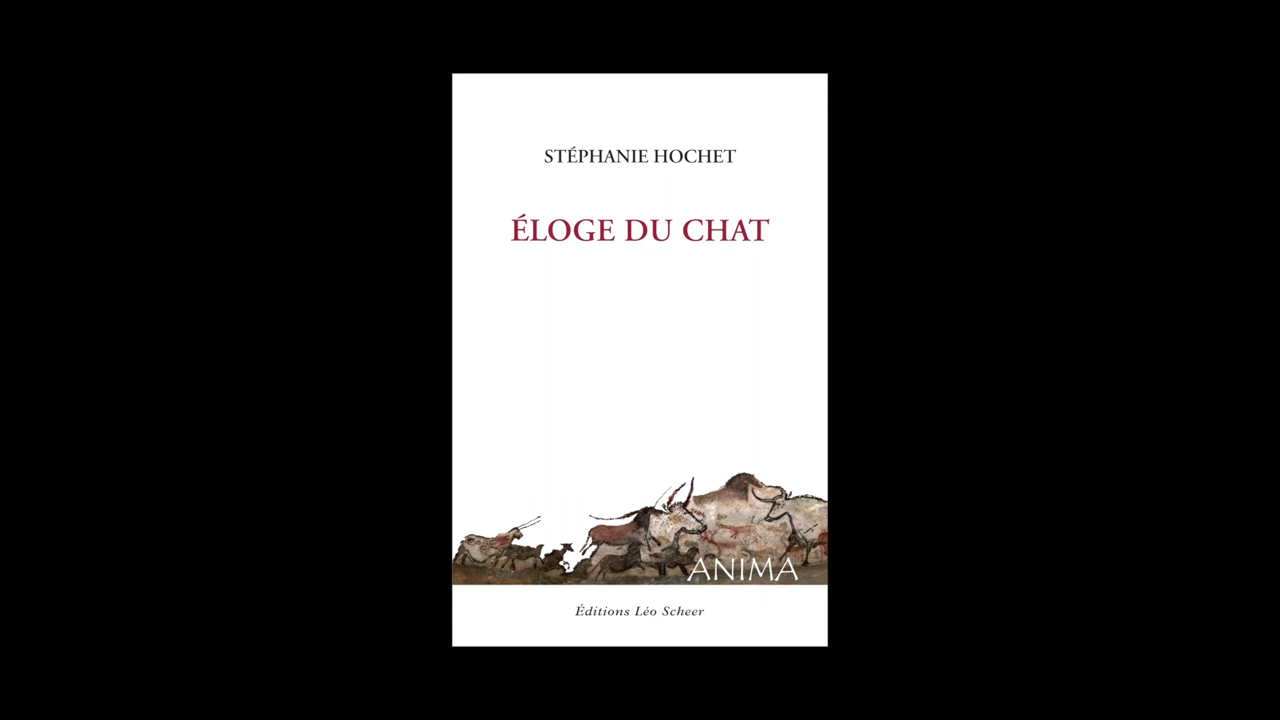 STÉPHANIE HOCHET
ÉLOGE DU CHAT
ANIMA
Éditions Léo Scheer